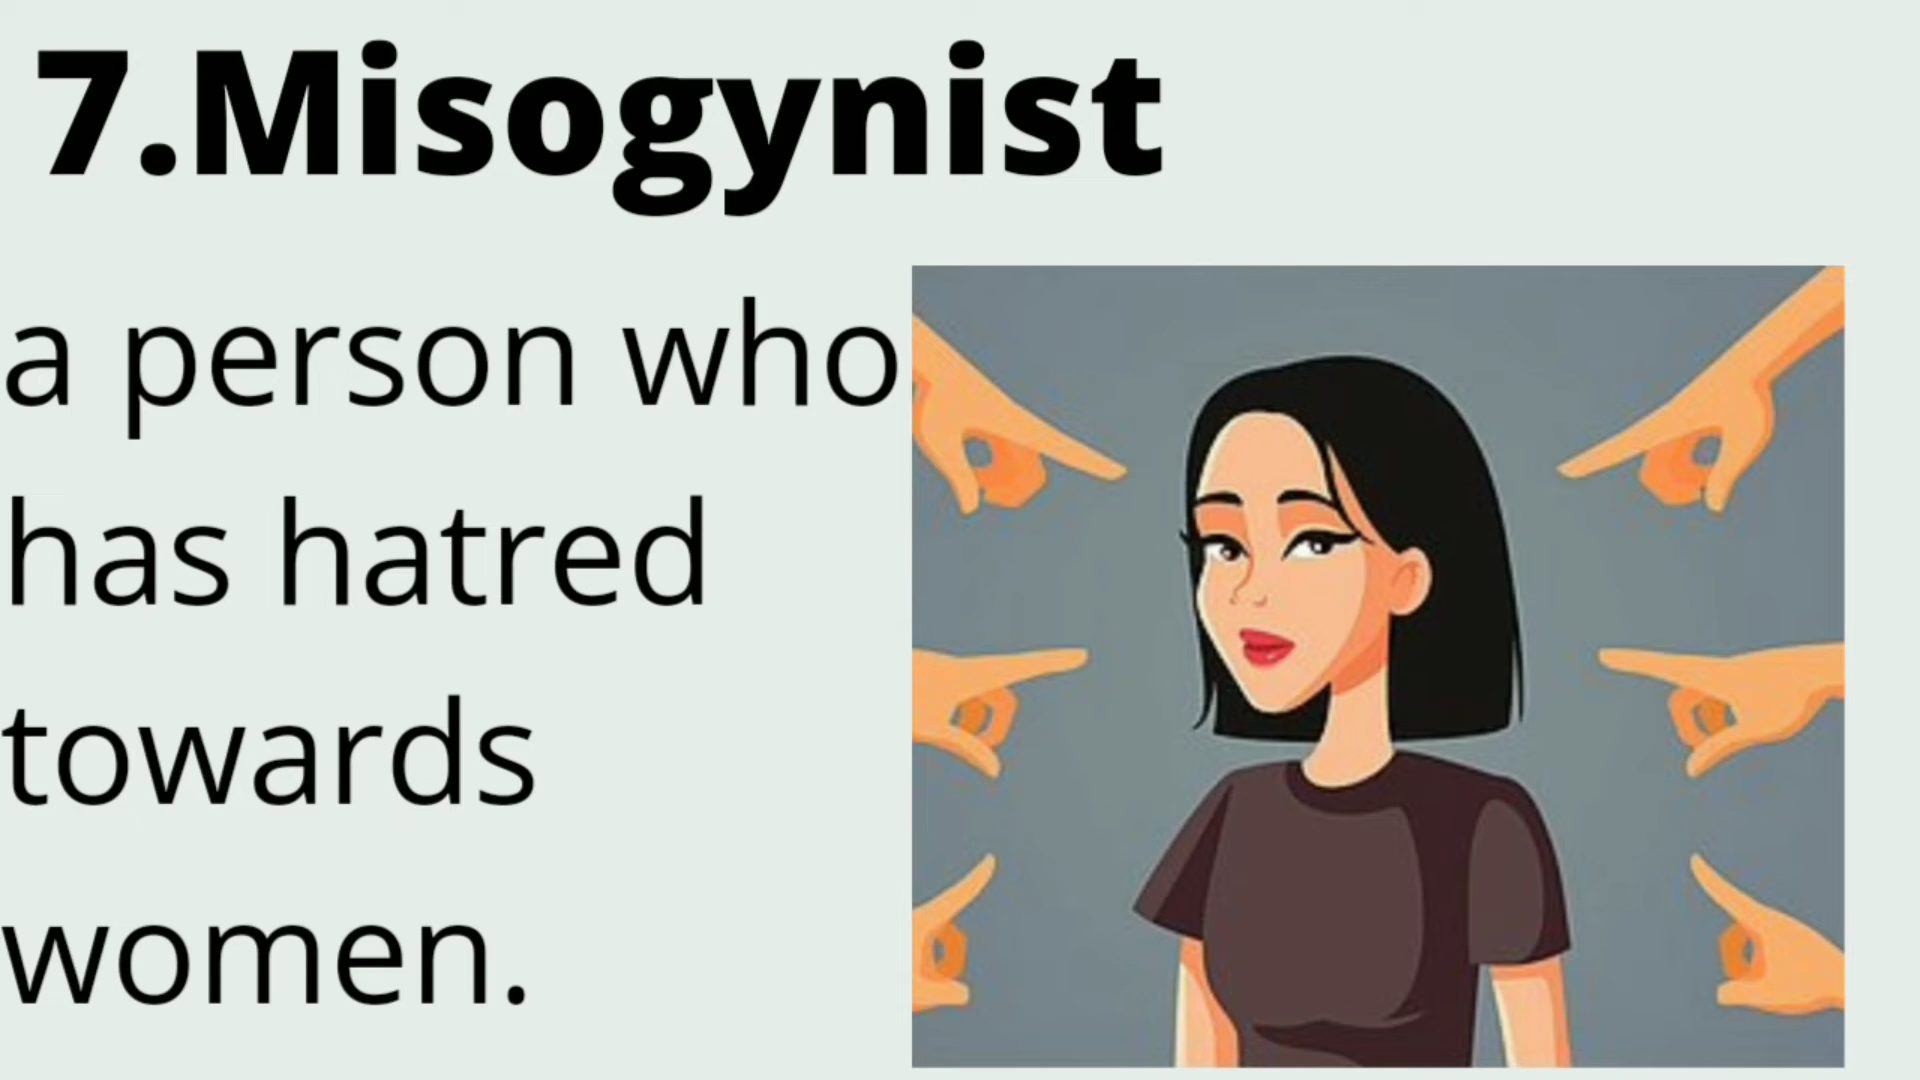 7.Misogynist
a person who
has hatred
towards
women.